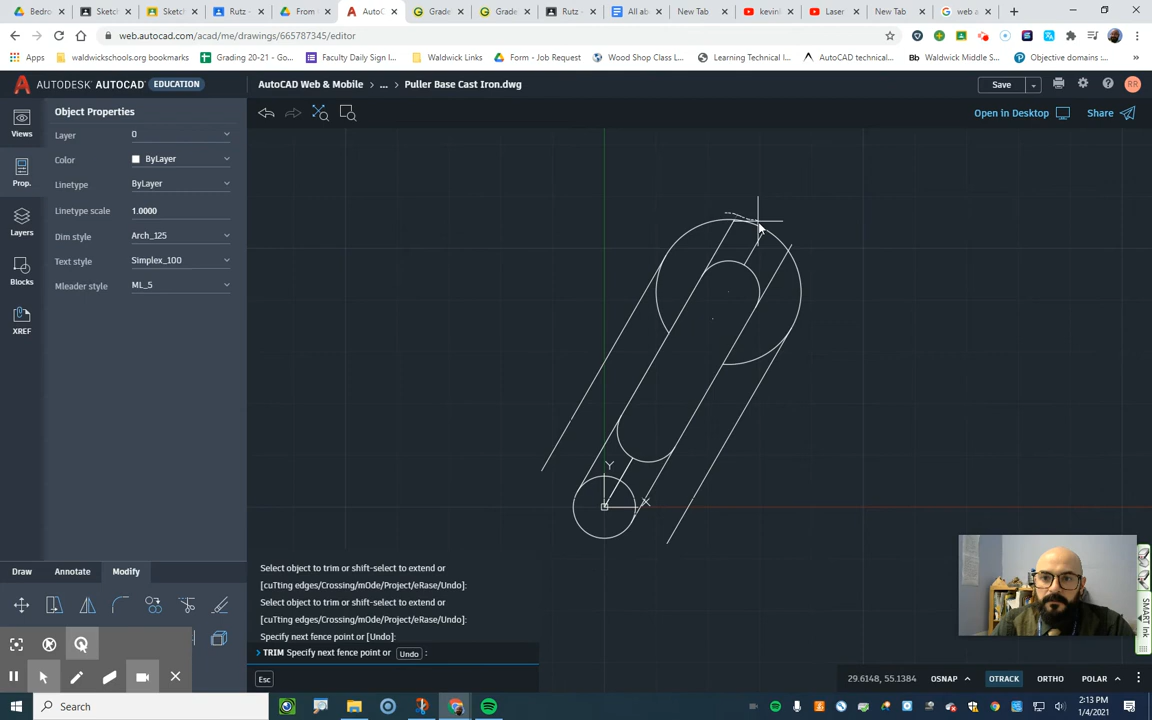 Bedro
Sketch
Sketch
Rutz -
From
AutoC
Grade
Grade
Rutz -
All ab
New Tab
kevinl
Laser
New Tab
web a
web.autocad.com/acad/me/drawings/665787345/editor
Apps
waldwickschools.org bookmarks
Grading 20-21 - Go...
Faculty Daily Sign I...
Waldwick Links
Form - Job Request
Wood Shop Class L...
Learning Technical I...
AutoCAD technical...
Waldwick Middle S...
Objective domains :...
AUTODESK® AUTOCAD® EDUCATION
AutoCAD Web & Mobile > ... > Puller Base Cast Iron.dwg
Save
RR
Open in Desktop
Share
Object Properties
Layer 0
Color ByLayer
Linetype ByLayer
Linetype scale 1.0000
Dim style Arch_125
Text style Simplex_100
Mleader style ML_5
Views
Prop.
Layers
Blocks
XREF
Y
X
Draw
Annotate
Modify
Select object to trim or shift-select to extend or
[cuTting edges/Crossing/mOde/Project/eRase/Undo]:
Select object to trim or shift-select to extend or
[cuTting edges/Crossing/mOde/Project/eRase/Undo]:
Specify next fence point or [Undo]:
> TRIM Specify next fence point or Undo :
Esc
SMART Ink
29.6148, 55.1384
OSNAP
OTRACK
ORTHO
POLAR
Search
2:13 PM
1/4/2021